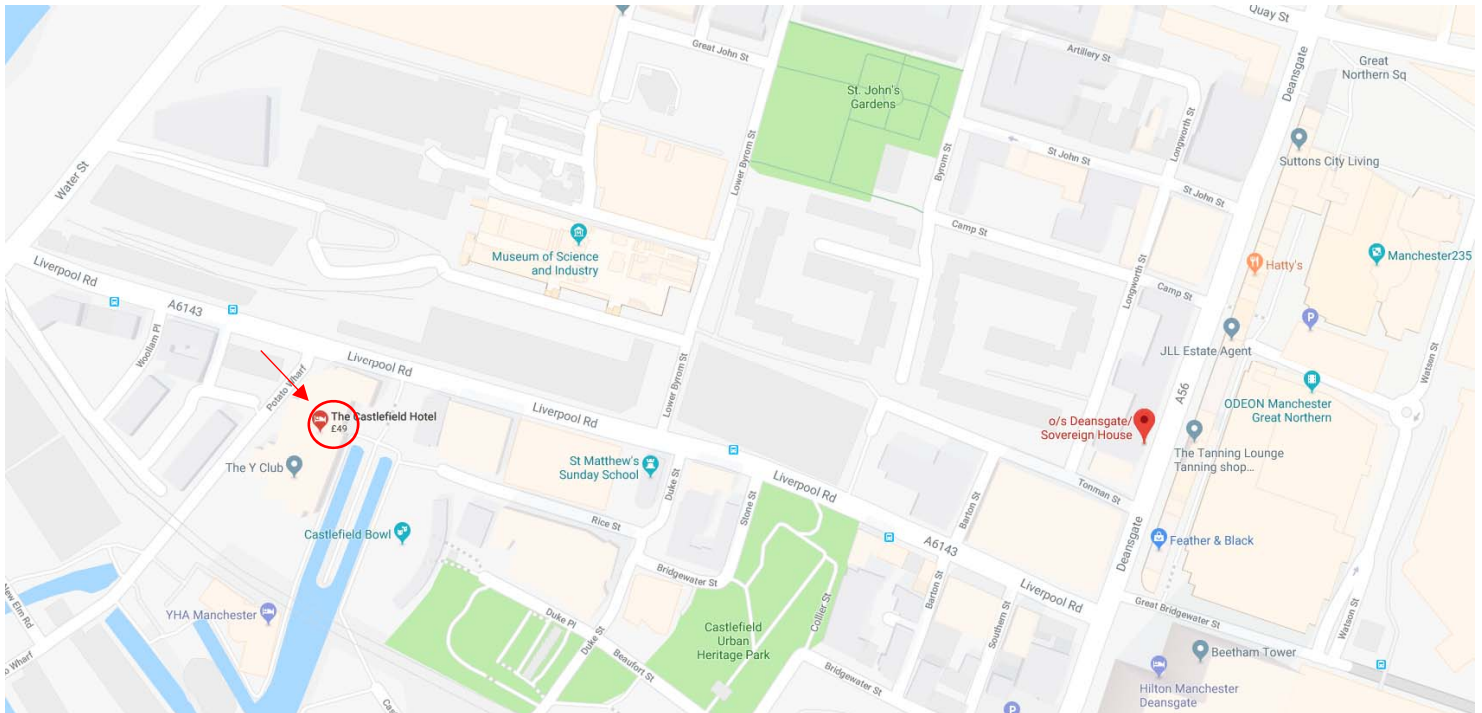 Quay St
Great John St
Artillery St
Deansgate
Great
Northern Sq
St. John's
Gardens
Longworth St
Suttons City Living
Lower Byrom St
Byrom St
St John St
Water St
St John St
Camp St
Museum of Science
and Industry
Manchester235
Hatty's
Liverpool Rd
Longworth St
Camp St
A6143
P
Woollam Pl
JLL Estate Agent
Watson St
Liverpool Rd
Potato Wharf
Lower Byrom St
A56
ODEON Manchester
Great Northern
The Castlefield Hotel
£49
Liverpool Rd
o/s Deansgate/
Sovereign House
The Tanning Lounge
Tanning shop...
The Y Club
St Matthew's
Sunday School
Duke St
Liverpool Rd
Tonman St
Stone St
Barton St
Rice St
Castlefield Bowl
A6143
Deansgate
Feather & Black
Bridgewater St
Liverpool Rd
Barton St
New Elm Rd
YHA Manchester
Duke Pl
Collier St
Southern St
Great Bridgewater St
Watson St
Castlefield
Urban
Heritage Park
Duke St
Beetham Tower
Beaufort St
Bridgewater St
Wharf
Hilton Manchester
Deansgate
P